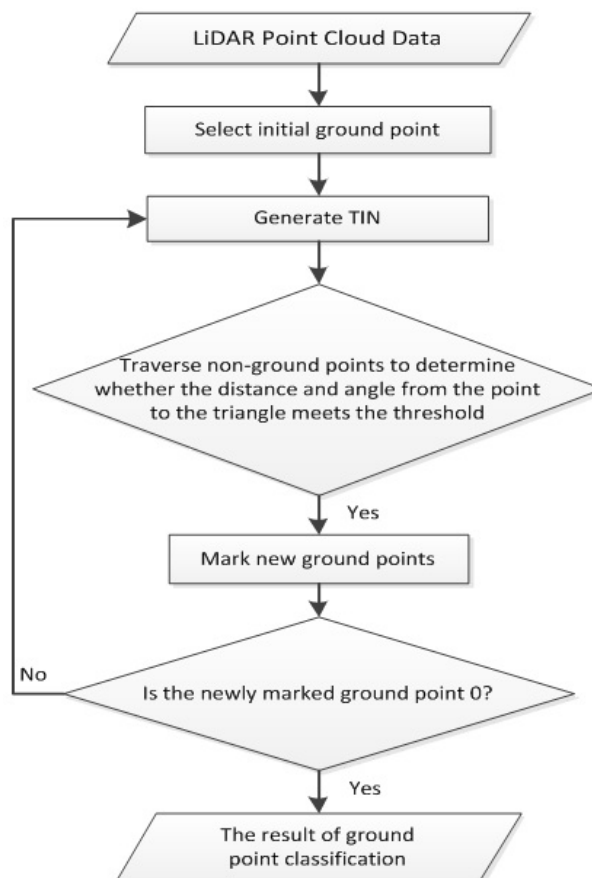 LiDAR Point Cloud Data
Select initial ground point
Generate TIN
Traverse non-ground points to determine
whether the distance and angle from the point
to the triangle meets the threshold
Yes
Mark new ground points
No
Is the newly marked ground point 0?
Yes
The result of ground
point classification